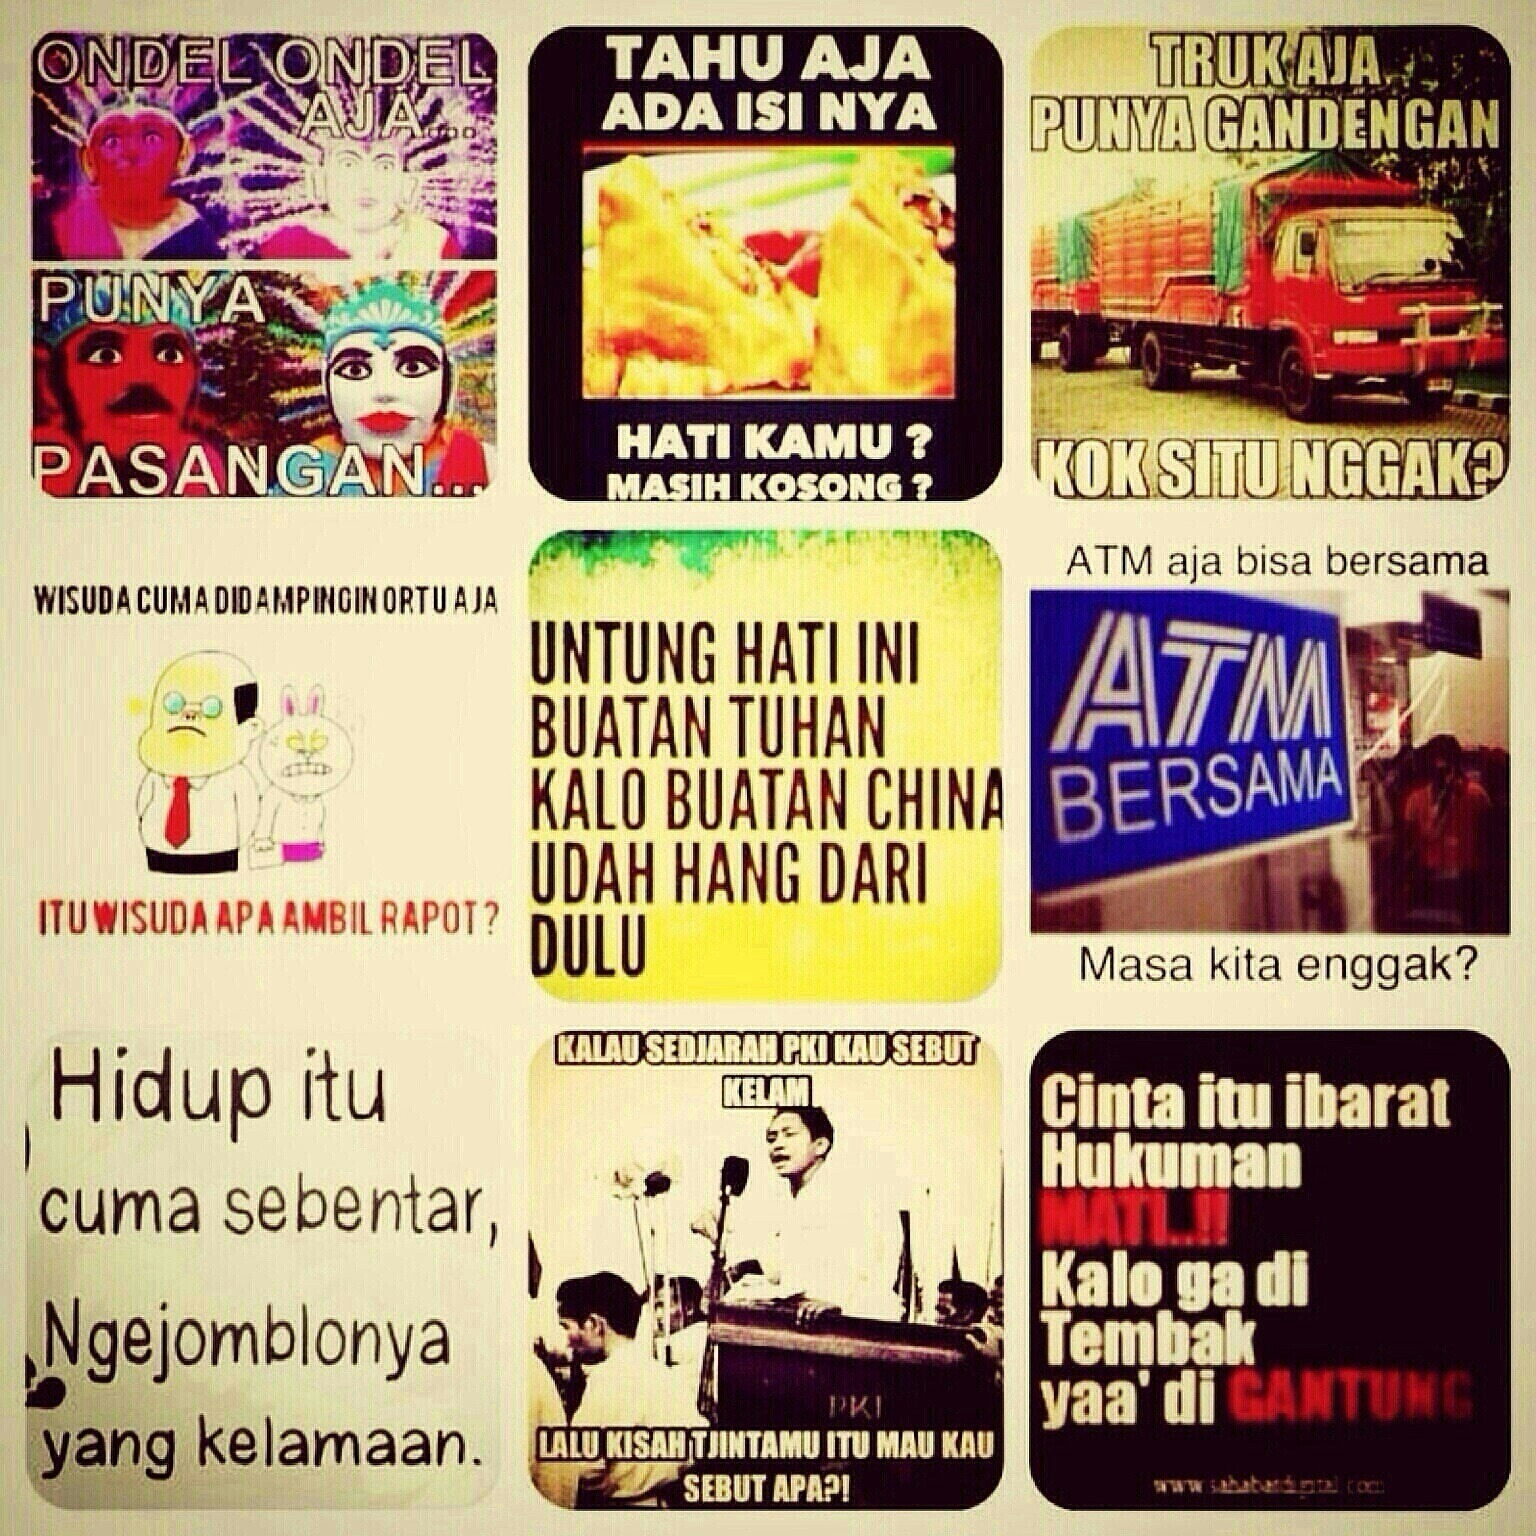 ONDEL ONDEL
AJA...
PUNYA
PASANGAN...
TAHU AJA
ADA ISI NYA
HATI KAMU ?
MASIH KOSONG ?
TRUK AJA
PUNYA GANDENGAN
KOK SITU NGGAK?
WISUDA CUMA DIDAMPINGIN ORTU AJA
ITU WISUDA APA AMBIL RAPOT?
UNTUNG HATI INI
BUATAN TUHAN
KALO BUATAN CHINA
UDAH HANG DARI
DULU
ATM aja bisa bersama
ATM
BERSAMA
Masa kita enggak?
Hidup itu
cuma sebentar,
Ngejomblonya
yang kelamaan.
KALAU SEDJARAH PKI KAU SEBUT
KELAM
PKI
LALU KISAH TJINTAMU ITU MAU KAU
SEBUT APA?!
Cinta itu ibarat
Hukuman
MATI..!!
Kalo ga di
Tembak
yaa' di GANTUNG
www.sahabatdigital.com